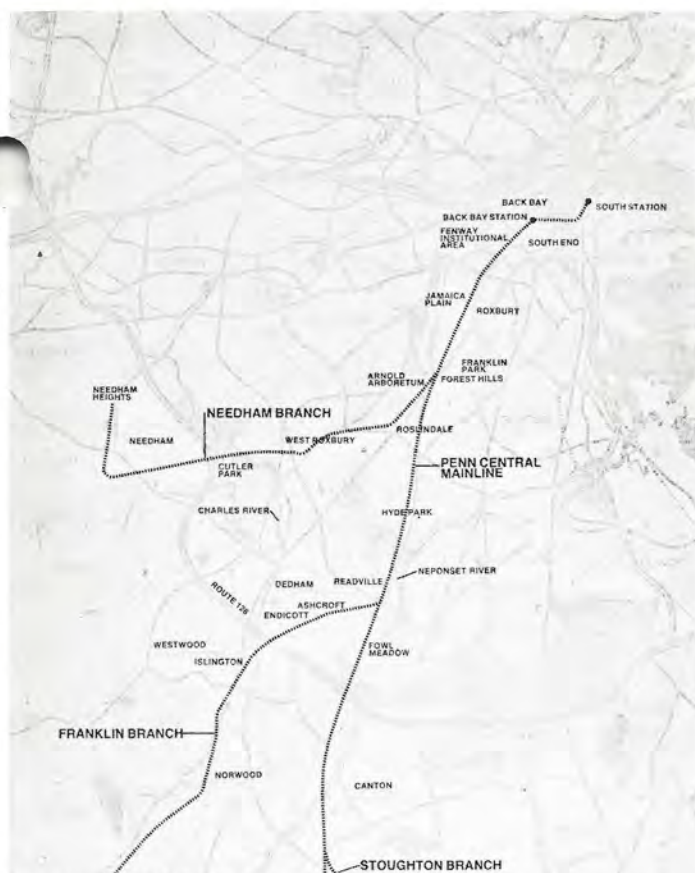 BACK BAY
SOUTH STATION
BACK BAY STATION
FENWAY
INSTITUTIONAL
AREA
SOUTH END
JAMAICA
PLAIN
ROXBURY
FRANKLIN
PARK
ARNOLD
ARBORETUM
FOREST HILLS
NEEDHAM
HEIGHTS
NEEDHAM BRANCH
ROSLINDALE
NEEDHAM
WEST ROXBURY
CUTLER
PARK
PENN CENTRAL
MAINLINE
CHARLES RIVER
HYDE PARK
NEPONSET RIVER
DEDHAM
READVILLE
ROUTE 128
ASHCROFT
ENDICOTT
WESTWOOD
ISLINGTON
FOWL
MEADOW
FRANKLIN BRANCH
NORWOOD
CANTON
STOUGHTON BRANCH